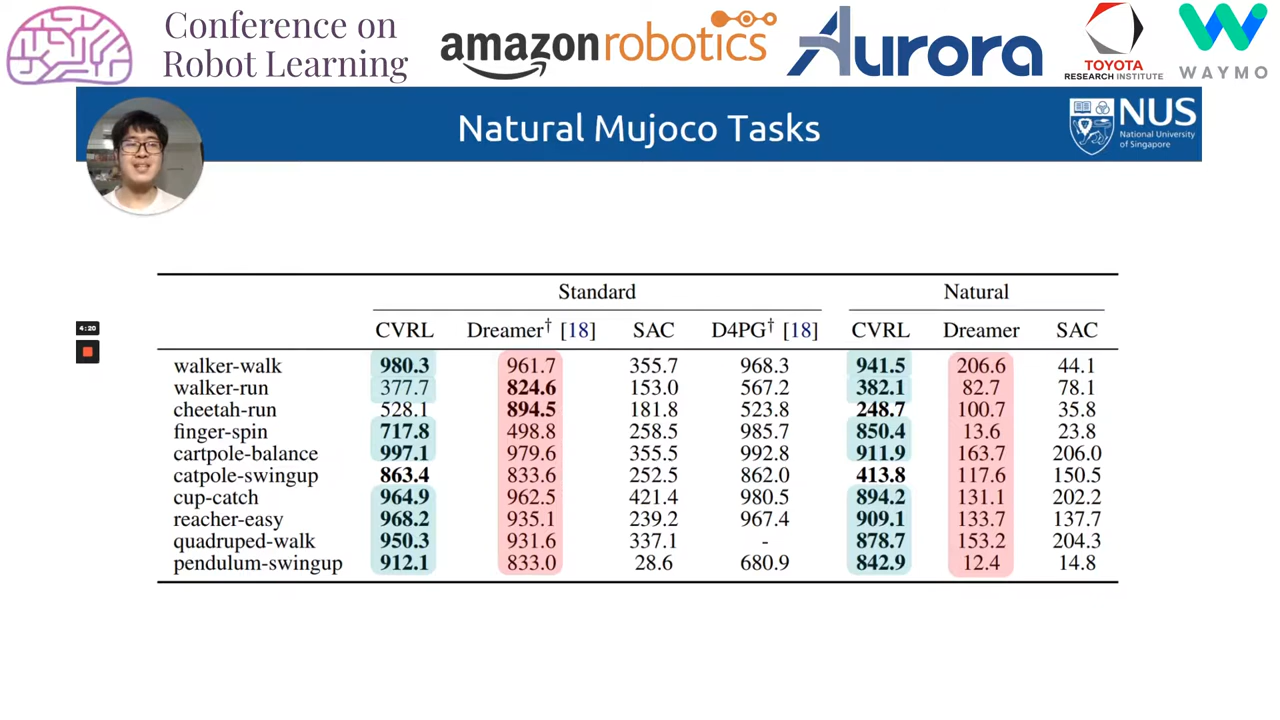 Conference on
Robot Learning
amazonrobotics
Aurora
TOYOTA
RESEARCH INSTITUTE
WAYMO
Natural Mujoco Tasks
NUS
National University
of Singapore
4:20
Standard Natural
CVRL Dreamer† [18] SAC D4PG† [18] CVRL Dreamer SAC
walker-walk 980.3 961.7 355.7 968.3 941.5 206.6 44.1
walker-run 377.7 824.6 153.0 567.2 382.1 82.7 78.1
cheetah-run 528.1 894.5 181.8 523.8 248.7 100.7 35.8
finger-spin 717.8 498.8 258.5 985.7 850.4 13.6 23.8
cartpole-balance 997.1 979.6 355.5 992.8 911.9 163.7 206.0
catpole-swingup 863.4 833.6 252.5 862.0 413.8 117.6 150.5
cup-catch 964.9 962.5 421.4 980.5 894.2 131.1 202.2
reacher-easy 968.2 935.1 239.2 967.4 909.1 133.7 137.7
quadruped-walk 950.3 931.6 337.1 - 878.7 153.2 204.3
pendulum-swingup 912.1 833.0 28.6 680.9 842.9 12.4 14.8